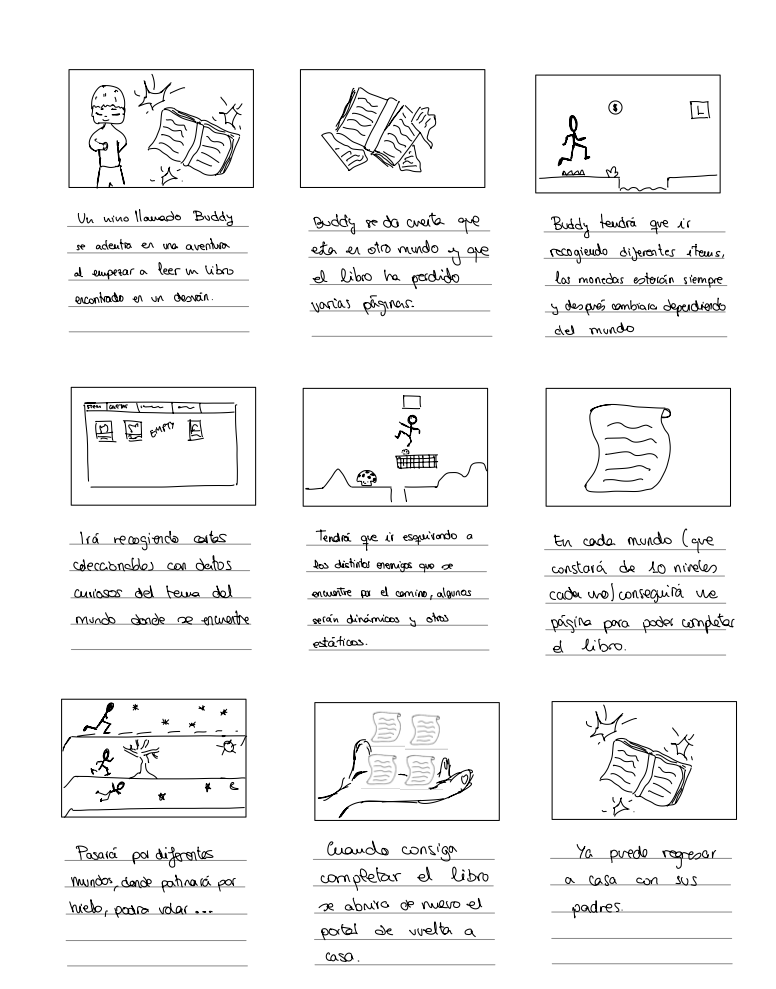 Un nino llamado Buddy
se adentra en una aventura
al empezar a leer un libro
encontrado en un desván.
Buddy se da cuenta que
esta en otro mundo y que
el libro ha perdido
varias páginas.
$
L
Buddy tendrá que ir
recogiendo diferentes items,
las monedas estarán siempre
y después cambiara dependiendo
del mundo
EMPTY
Irá recogiendo cartas
coleccionables con datos
curiosos del tema del
mundo donde se encuentre
Tendrá que ir esquivando a
los distintos enemigos que se
encuentre por el camino, algunos
serán dinámicos y otros
estáticos.
En cada mundo (que
constará de 10 niveles
cada uno) conseguirá una
página para poder completar
el libro.
Pasará por diferentes
mundos, donde patinará por
hielo, podra volar ...
Cuando consiga
completar el libro
se abrira de nuevo el
portal de vuelta a
casa.
Ya puede regresar
a casa con sus
padres.